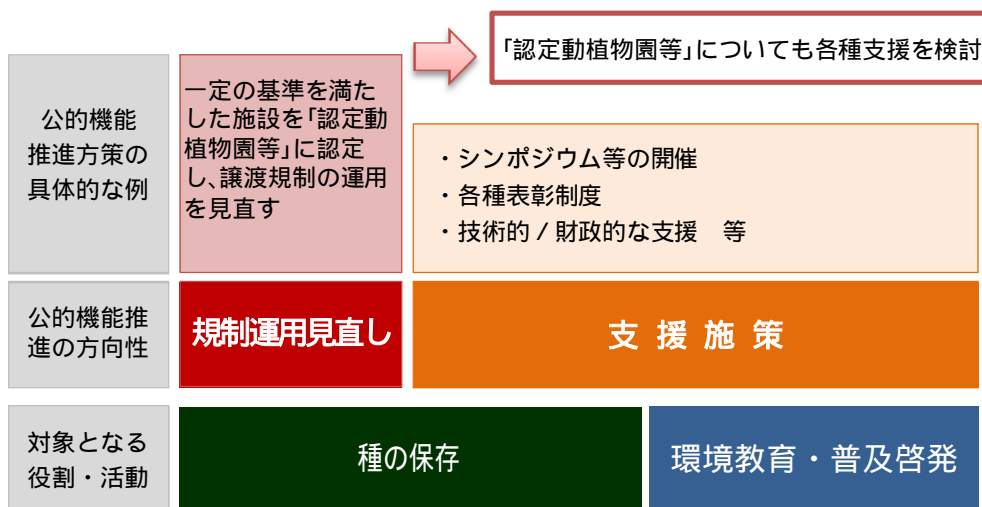 「認定動植物園等」についても各種支援を検討
公的機能
推進方策の
具体的な例
一定の基準を満た
した施設を「認定動
植物園等」に認定
し、譲渡規制の運用
を見直す
・シンポジウム等の開催
・各種表彰制度
・技術的 / 財政的な支援　等
公的機能推
進の方向性
規制運用見直し
支 援 施 策
対象となる
役割・活動
種の保存
環境教育・普及啓発